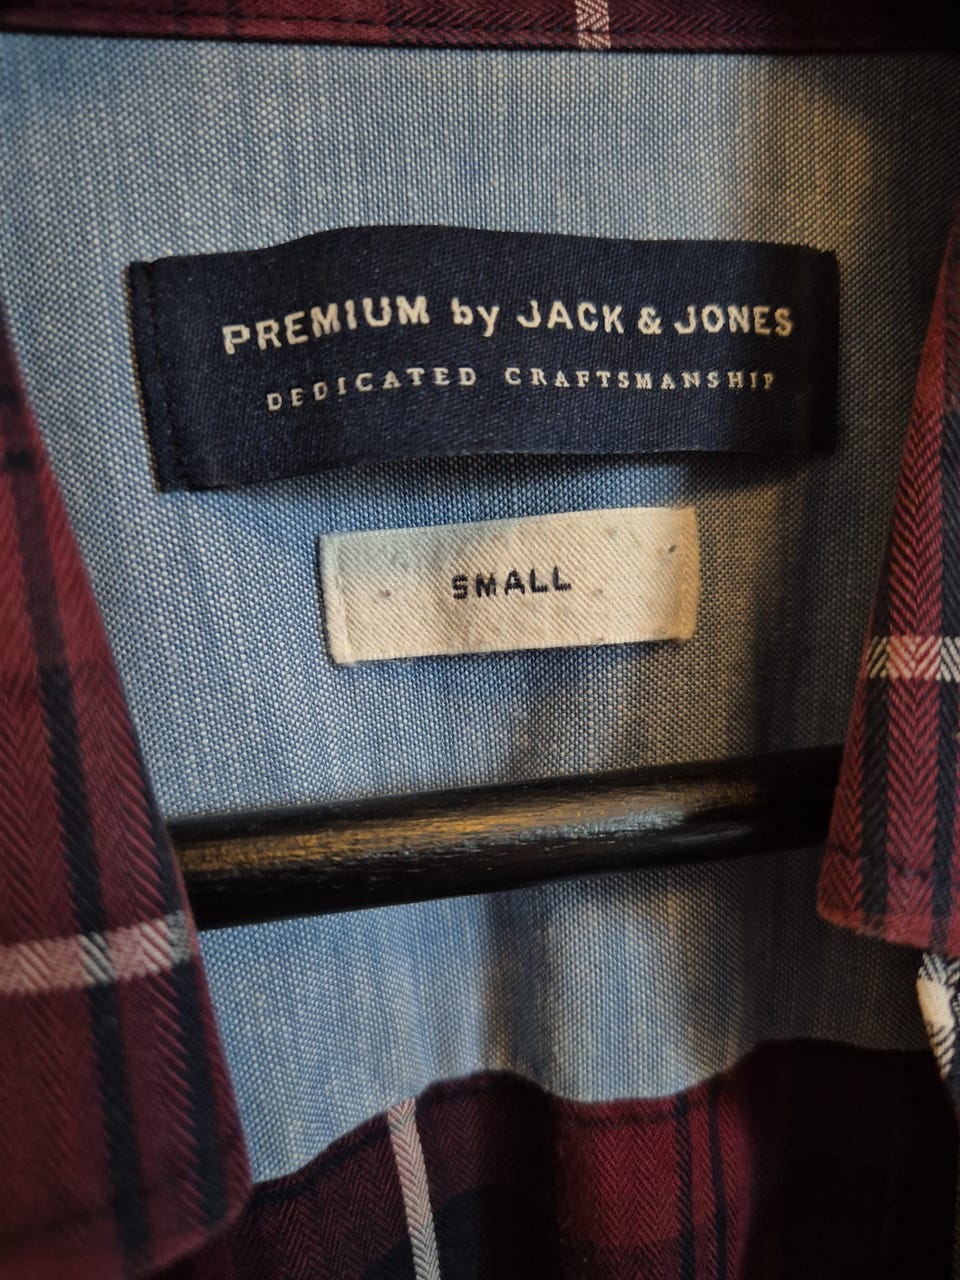 PREMIUM by JACK & JONES
DEDICATED CRAFTSMANSHIP
SMALL